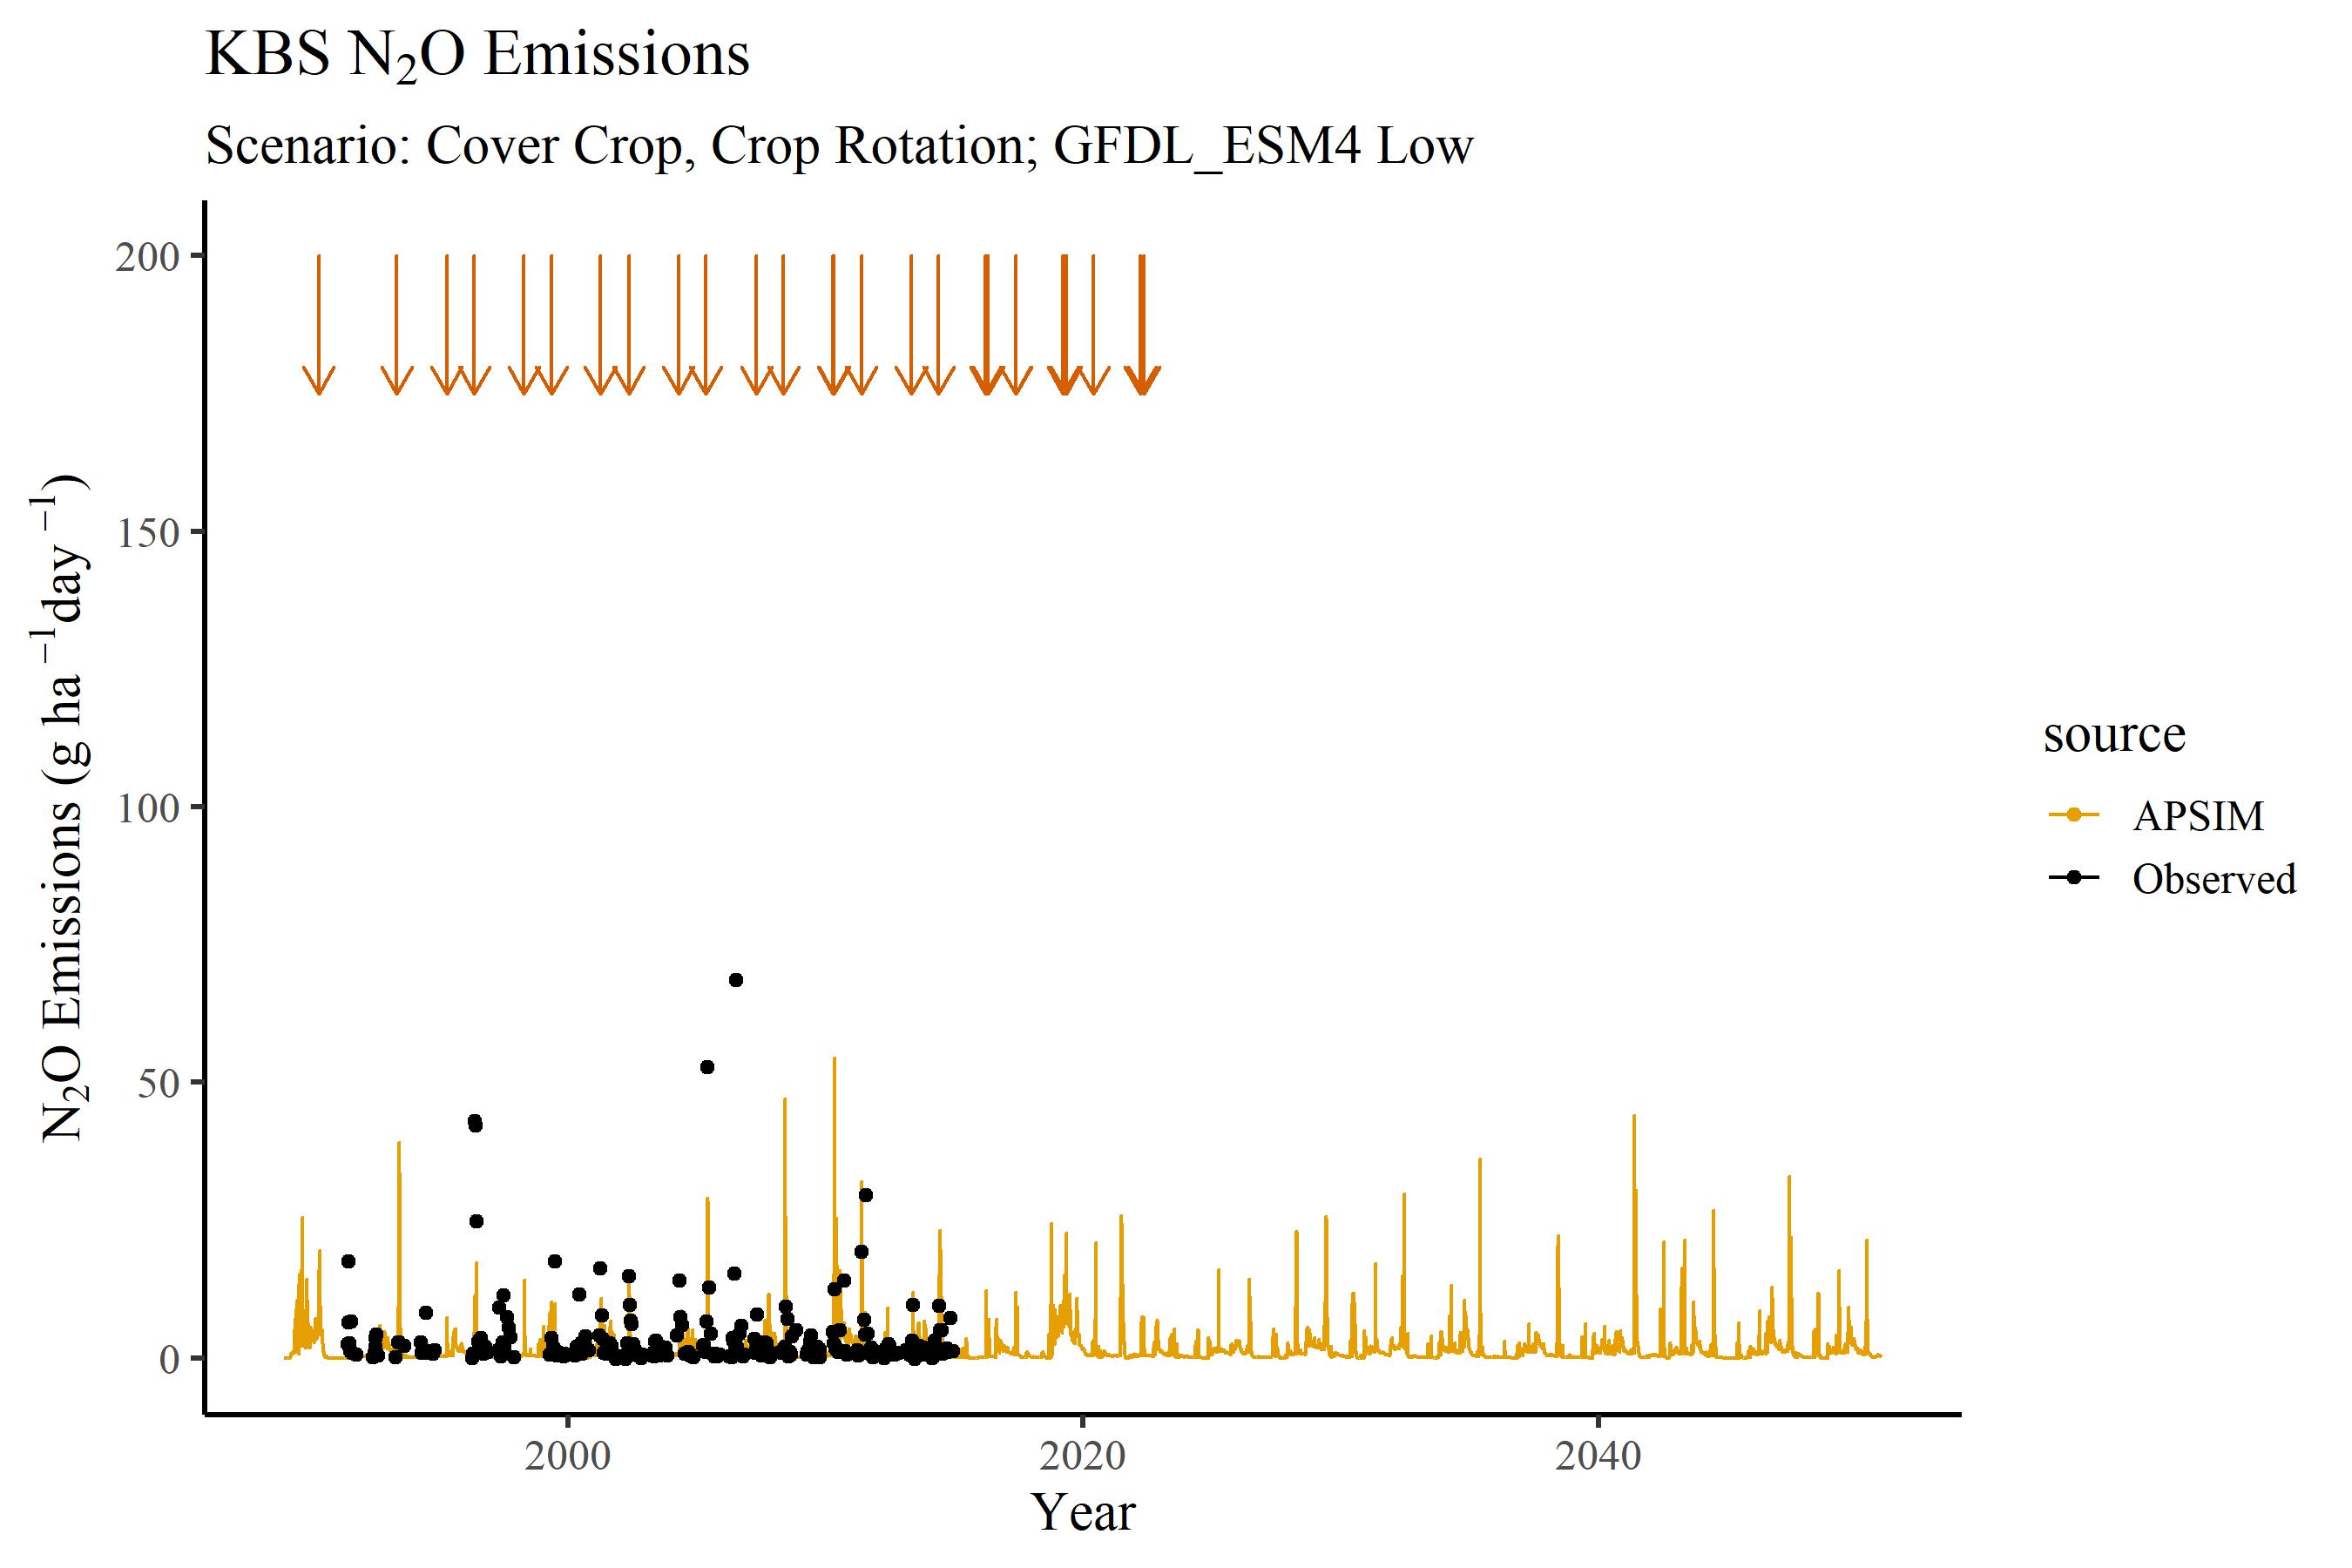 KBS N₂O Emissions
Scenario: Cover Crop, Crop Rotation; GFDL_ESM4 Low
200
150
100
50
0
N₂O Emissions (g ha ⁻¹day ⁻¹)
2000
2020
2040
Year
source
APSIM
Observed